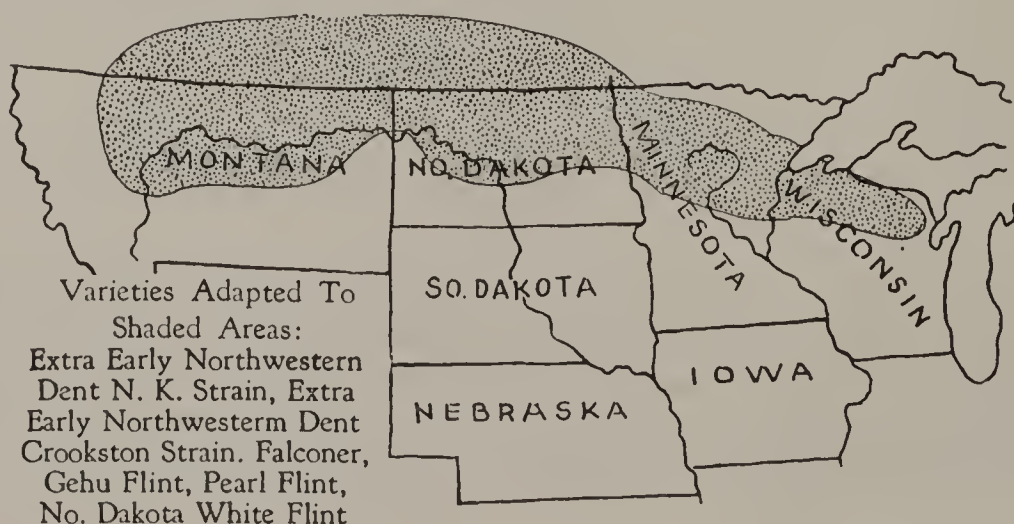 MONTANA
NO. DAKOTA
MINNESOTA
WISCONSIN
SO. DAKOTA
IOWA
NEBRASKA
Varieties Adapted To
Shaded Areas:
Extra Early Northwestern
Dent N. K. Strain, Extra
Early Northwesterm Dent
Crookston Strain. Falconer,
Gehu Flint, Pearl Flint,
No. Dakota White Flint